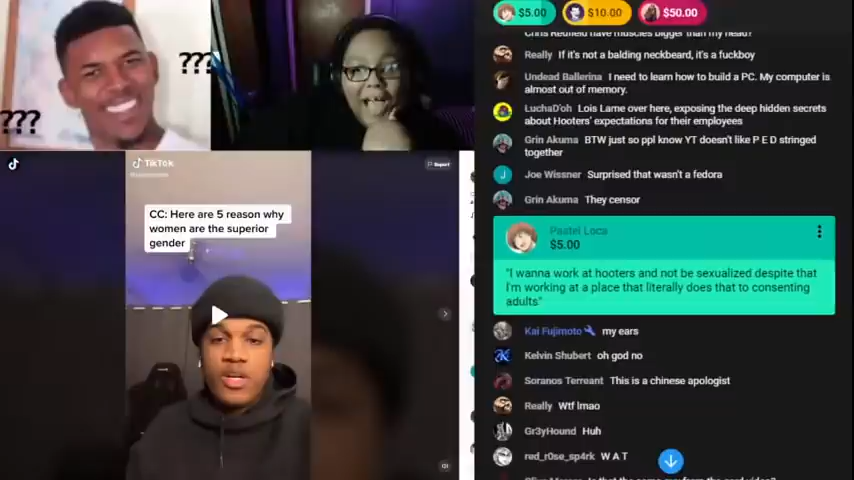 ???
???
TikTok
Report
CC: Here are 5 reason why
women are the superior
gender
$5.00
$10.00
$50.00
Chris Redfield have muscles bigger than my head?
Really If it's not a balding neckbeard, it's a fuckboy
Undead Ballerina I need to learn how to build a PC. My computer is
almost out of memory.
LuchaD'oh Lois Lame over here, exposing the deep hidden secrets
about Hooters' expectations for their employees
Grin Akuma BTW just so ppl know YT doesn't like P E D stringed
together
Joe Wissner Surprised that wasn't a fedora
Grin Akuma They censor
Pastel Loca
$5.00
"I wanna work at hooters and not be sexualized despite that
I'm working at a place that literally does that to consenting
adults"
Kai Fujimoto my ears
Kelvin Shubert oh god no
Soranos Terreant This is a chinese apologist
Really Wtf lmao
Gr3yHound Huh
red_r0se_sp4rk W A T